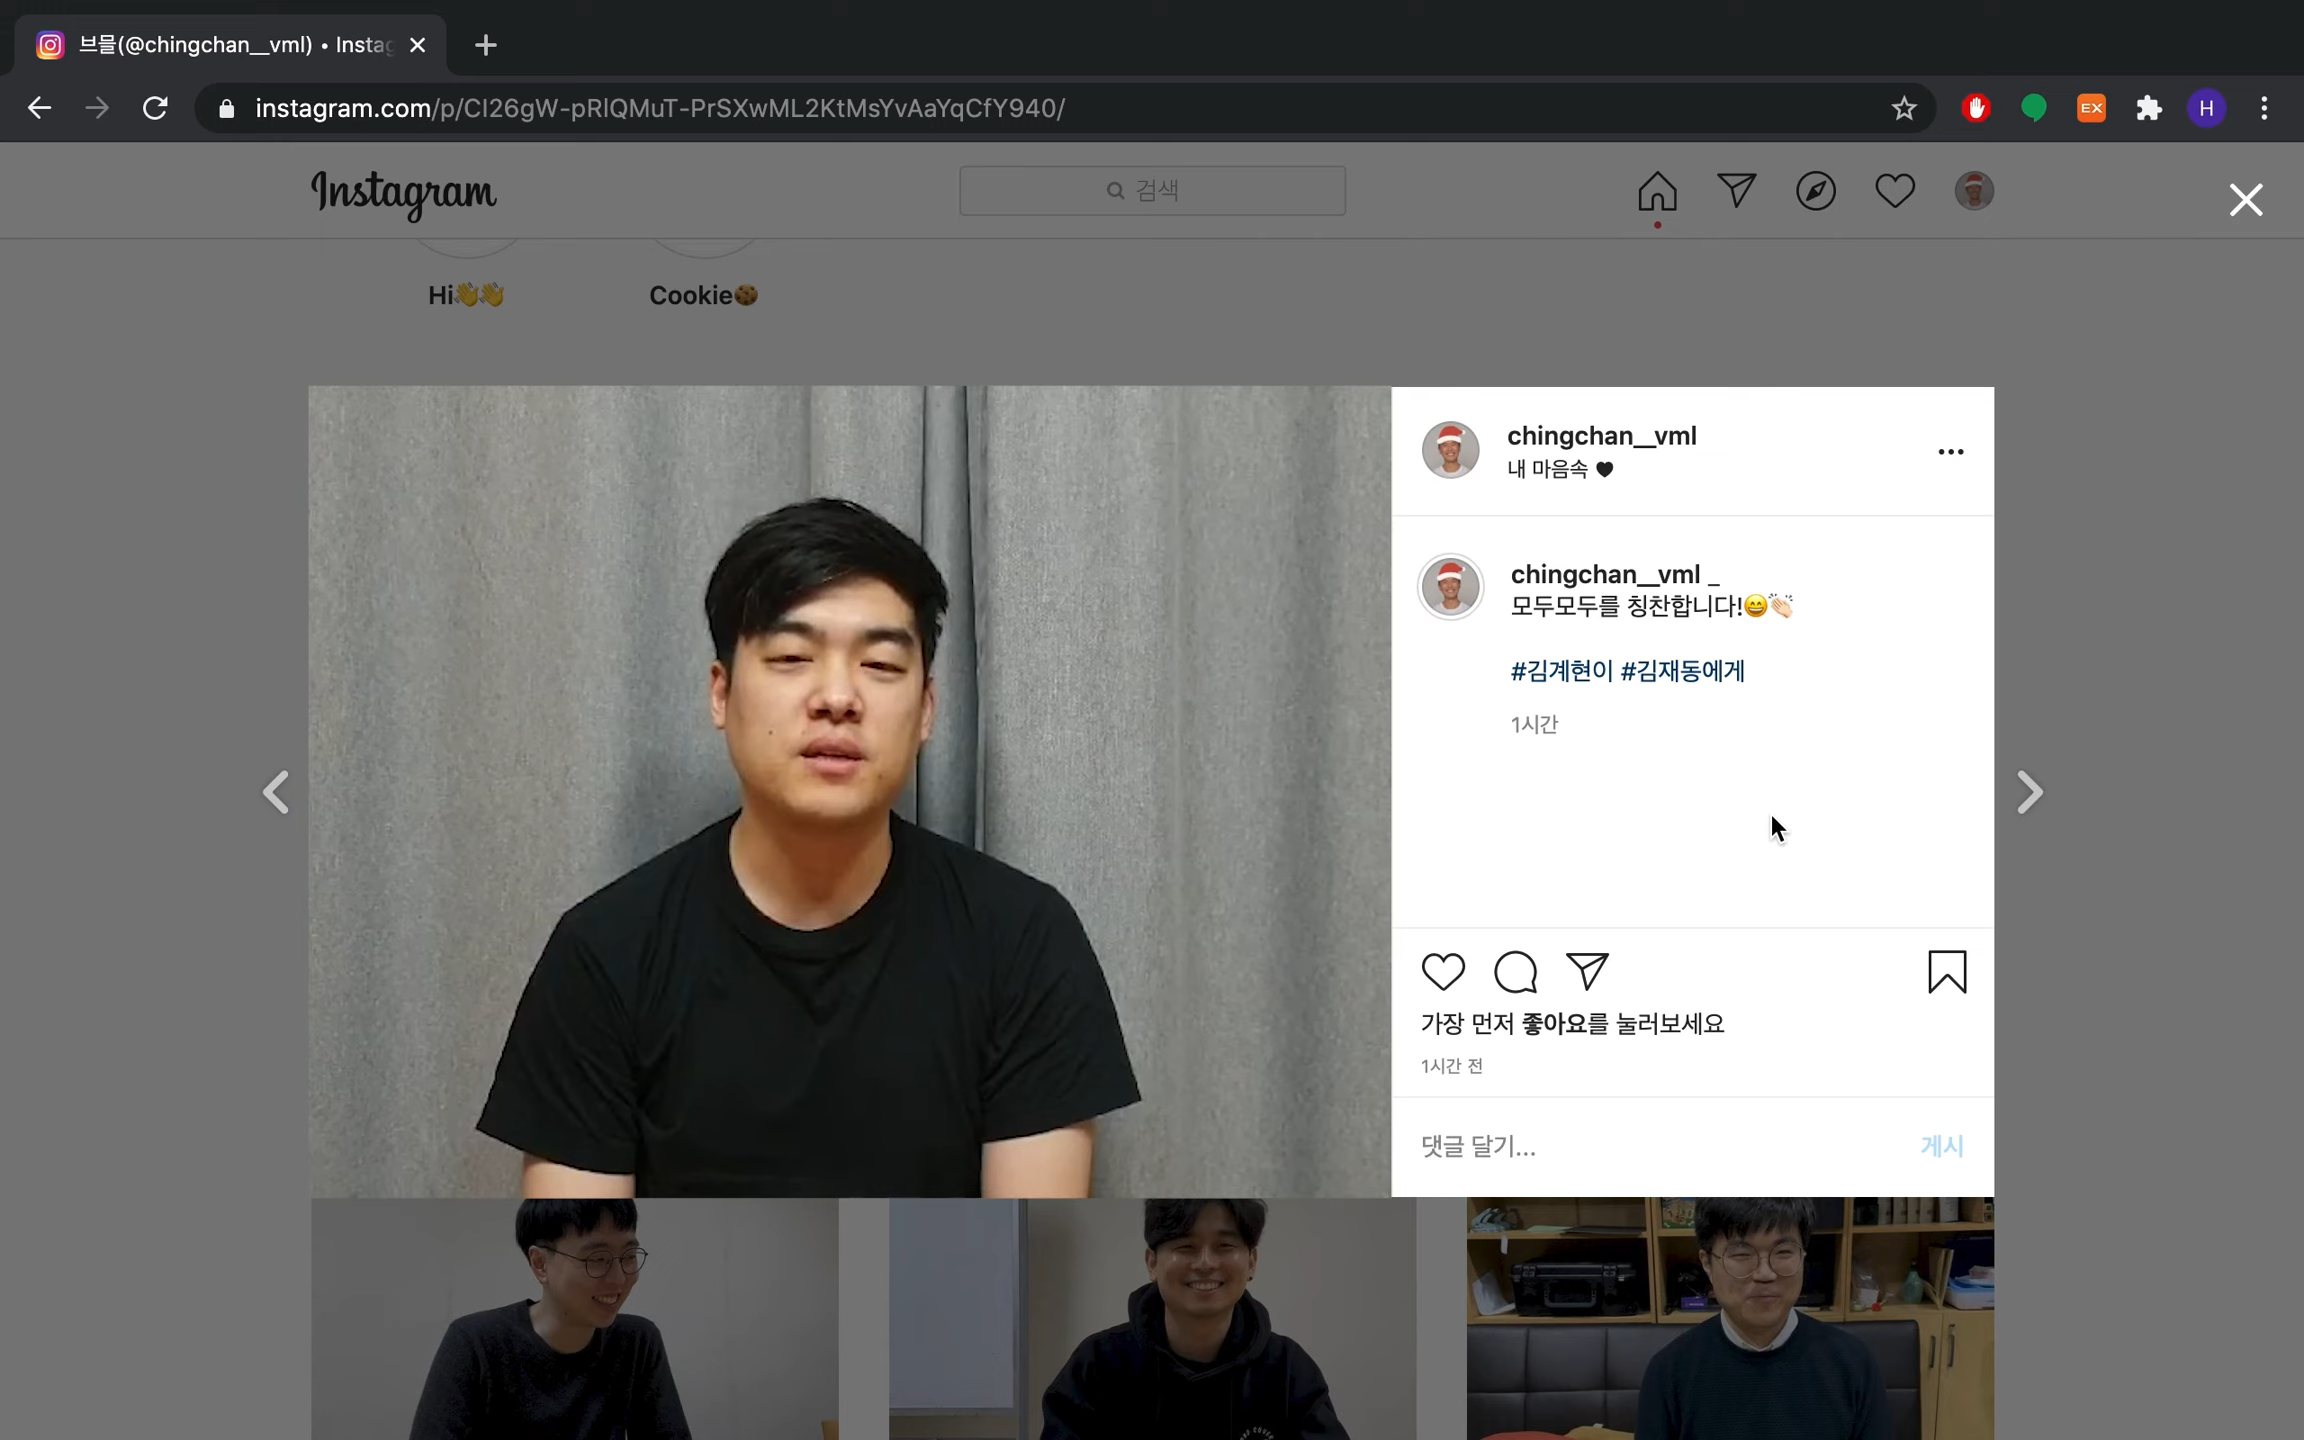 브믈(@chingchan__vml) • Instag
instagram.com/p/CI26gW-pRlQMuT-PrSXwML2KtMsYvAaYqCfY940/
EX
H
Instagram
검색
Hi👋👋
Cookie🍪
chingchan__vml
내 마음속 🖤
chingchan__vml _
모두모두를 칭찬합니다!😄👏🏻
#김계현이 #김재동에게
1시간
가장 먼저 좋아요를 눌러보세요
1시간 전
댓글 달기...
게시